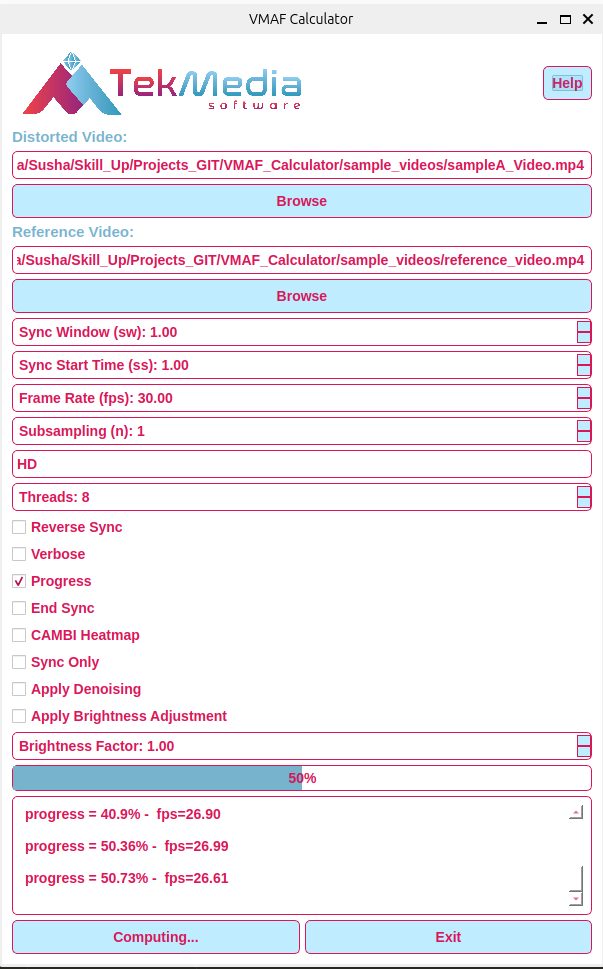 VMAF Calculator
TekMedia
software
Help
Distorted Video:
a/Susha/Skill_Up/Projects_GIT/VMAF_Calculator/sample_videos/sampleA_Video.mp4
Browse
Reference Video:
a/Susha/Skill_Up/Projects_GIT/VMAF_Calculator/sample_videos/reference_video.mp4
Browse
Sync Window (sw): 1.00
Sync Start Time (ss): 1.00
Frame Rate (fps): 30.00
Subsampling (n): 1
HD
Threads: 8
Reverse Sync
Verbose
Progress
End Sync
CAMBI Heatmap
Sync Only
Apply Denoising
Apply Brightness Adjustment
Brightness Factor: 1.00
50%
progress = 40.9% -  fps=26.90
progress = 50.36% -  fps=26.99
progress = 50.73% -  fps=26.61
Computing...
Exit